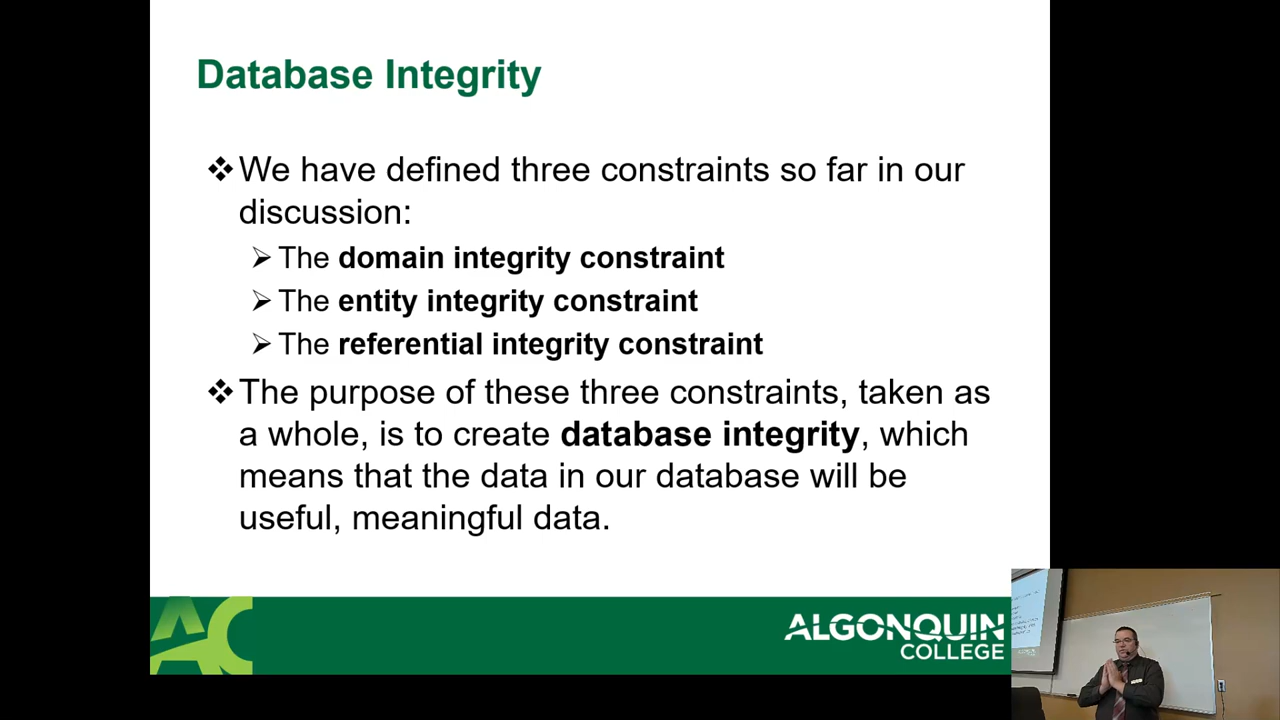 Database Integrity
❖We have defined three constraints so far in our
discussion:
➢The domain integrity constraint
➢The entity integrity constraint
➢The referential integrity constraint
❖The purpose of these three constraints, taken as
a whole, is to create database integrity, which
means that the data in our database will be
useful, meaningful data.
AC
ALGONQUIN
COLLEGE